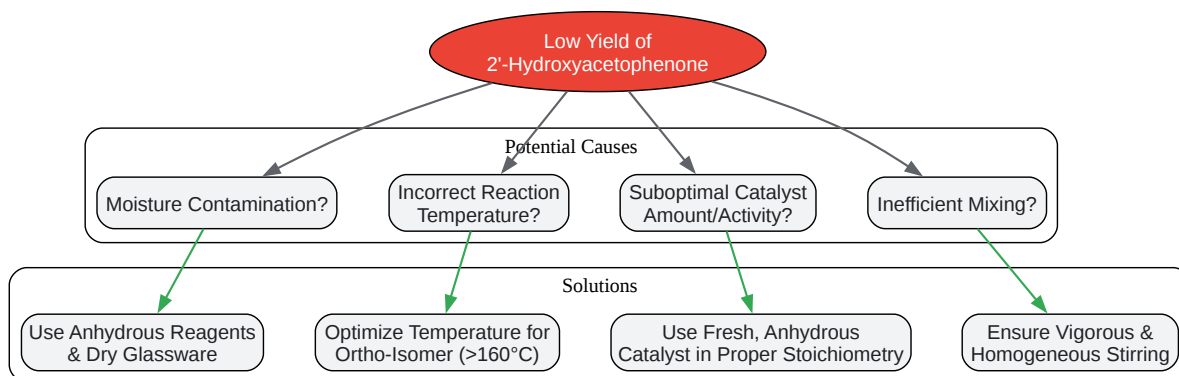 Low Yield of
2'-Hydroxyacetophenone
Potential Causes
Moisture Contamination?
Incorrect Reaction
Temperature?
Suboptimal Catalyst
Amount/Activity?
Inefficient Mixing?
Solutions
Use Anhydrous Reagents
& Dry Glassware
Optimize Temperature for
Ortho-Isomer (>160°C)
Use Fresh, Anhydrous
Catalyst in Proper Stoichiometry
Ensure Vigorous &
Homogeneous Stirring